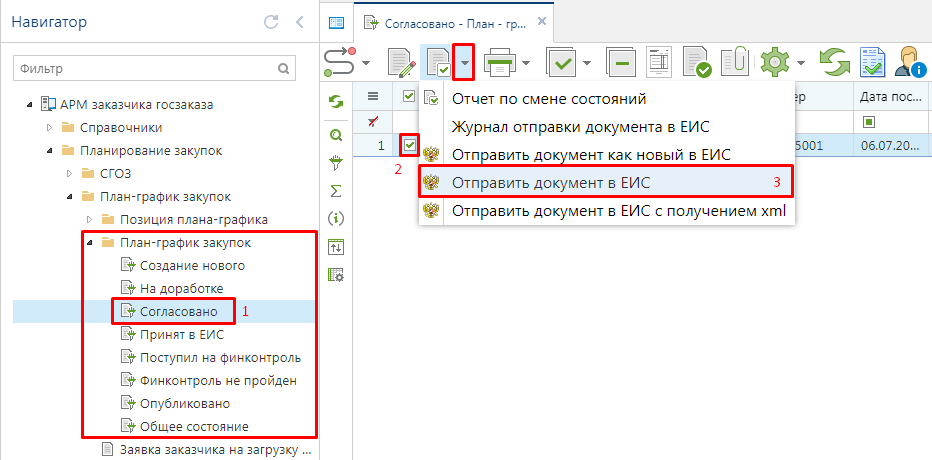 Навигатор
Фильтр
АРМ заказчика госзаказа
Справочники
Планирование закупок
СГОЗ
План-график закупок
Позиция плана-графика
План-график закупок
Создание нового
На доработке
Согласовано 1
Принят в ЕИС
Поступил на финконтроль
Финконтроль не пройден
Опубликовано
Общее состояние
Заявка заказчика на загрузку ...
Согласовано - План - гр...
Дата пос...
1
06.07.20...
2
Отчет по смене состояний
Журнал отправки документа в ЕИС
Отправить документ как новый в ЕИС
Отправить документ в ЕИС 3
Отправить документ в ЕИС с получением xml